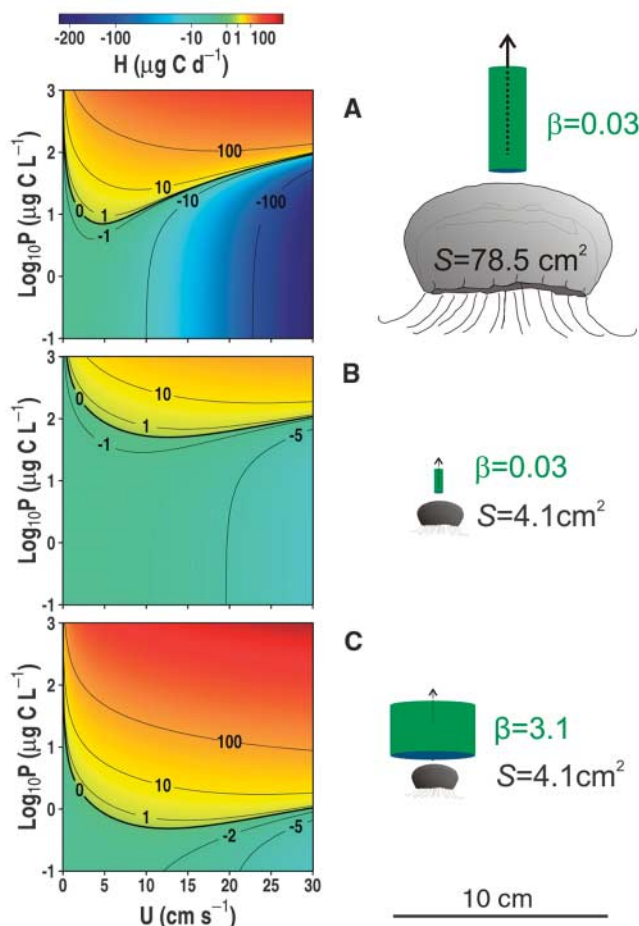 -200 -100 -50 -10 0 1 10 100
H (µg C d⁻¹)
A
3
2
1
0
-1
Log₁₀P (µg C L⁻¹)
100
10
0
1
-1
-10
-100
β=0.03
S=78.5 cm²
B
3
2
1
0
-1
Log₁₀P (µg C L⁻¹)
0
10
1
-1
-5
β=0.03
S=4.1cm²
C
3
2
1
0
-1
Log₁₀P (µg C L⁻¹)
100
10
0
1
-2
-5
β=3.1
S=4.1cm²
0 5 10 15 20 25 30
U (cm s⁻¹)
10 cm